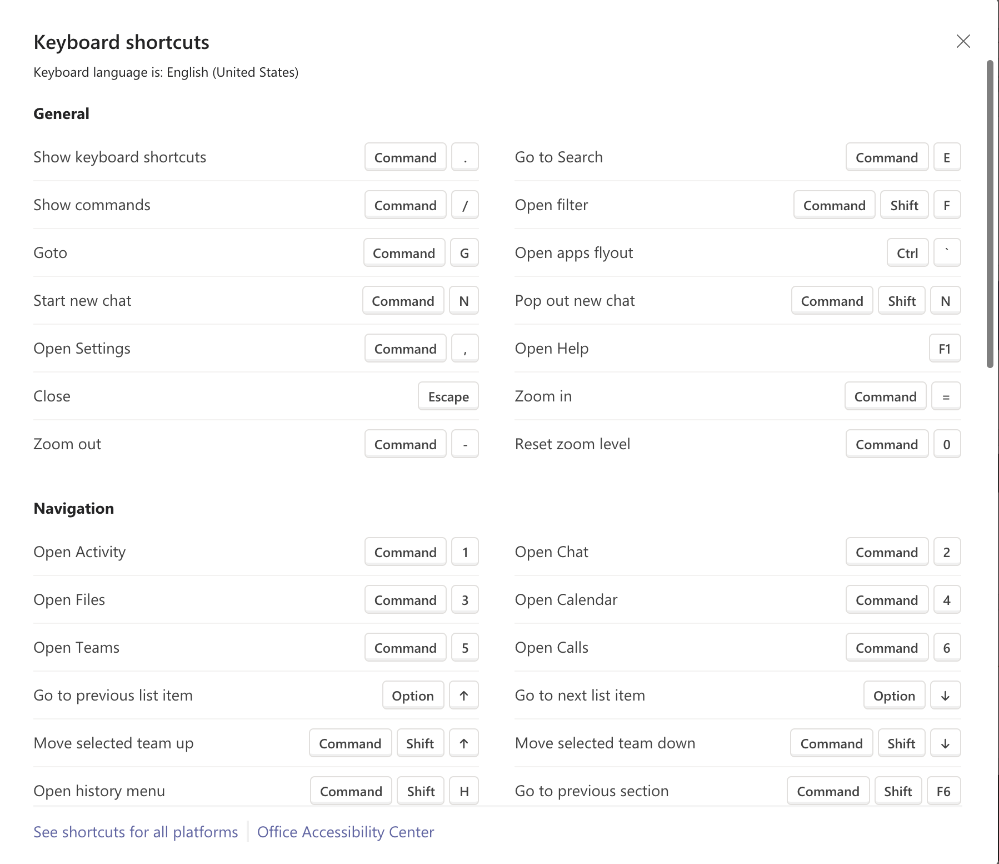 Keyboard shortcuts
Keyboard language is: English (United States)
General
Show keyboard shortcuts Command . Go to Search Command E
Show commands Command / Open filter Command Shift F
Goto Command G Open apps flyout Ctrl `
Start new chat Command N Pop out new chat Command Shift N
Open Settings Command , Open Help F1
Close Escape Zoom in Command =
Zoom out Command - Reset zoom level Command 0
Navigation
Open Activity Command 1 Open Chat Command 2
Open Files Command 3 Open Calendar Command 4
Open Teams Command 5 Open Calls Command 6
Go to previous list item Option ↑ Go to next list item Option ↓
Move selected team up Command Shift ↑ Move selected team down Command Shift ↓
Open history menu Command Shift H Go to previous section Command Shift F6
See shortcuts for all platforms Office Accessibility Center